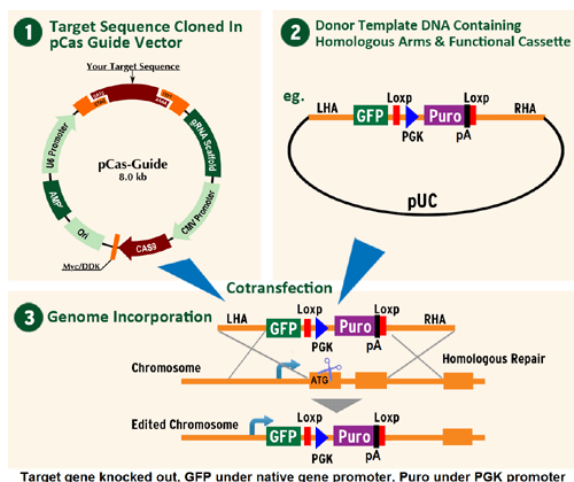 1 Target Sequence Cloned In
pCas Guide Vector
Your Target Sequence
U6 Promoter
pRNA Scaffold
pCas-Guide
8.0 kb
AMPr
CMV Promoter
Ori
CAS9
Myc/DDK
2 Donor Template DNA Containing
Homologous Arms & Functional Cassette
eg.
LHA Loxp Loxp RHA
GFP Puro
PGK pA
pUC
Cotransfection
3 Genome Incorporation
LHA Loxp Loxp RHA
GFP Puro
PGK pA
Chromosome
Homologous Repair
ATG
Edited Chromosome
Loxp Loxp
GFP Puro
PGK pA
Target gene knocked out, GFP under native gene promoter, Puro under PGK promoter